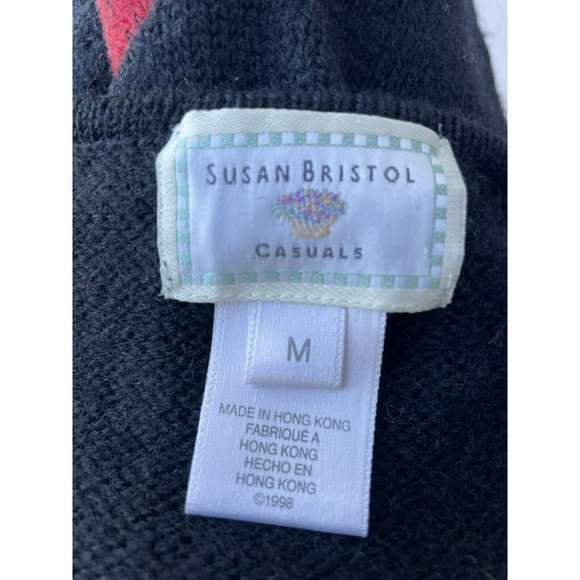 SUSAN BRISTOL
CASUALS
M
MADE IN HONG KONG
FABRIQUÉ A
HONG KONG
HECHO EN
HONG KONG
©1998